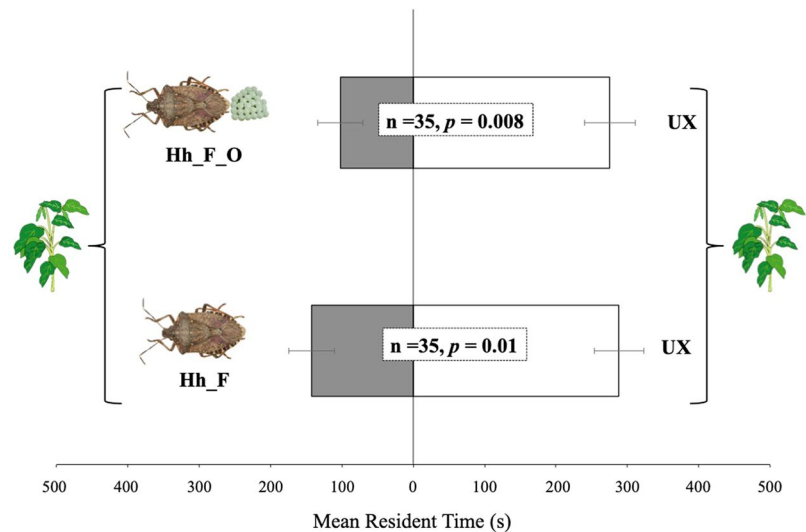 n =35, p = 0.008
UX
Hh_F_O
n =35, p = 0.01
UX
Hh_F
500 400 300 200 100 0 100 200 300 400 500
Mean Resident Time (s)